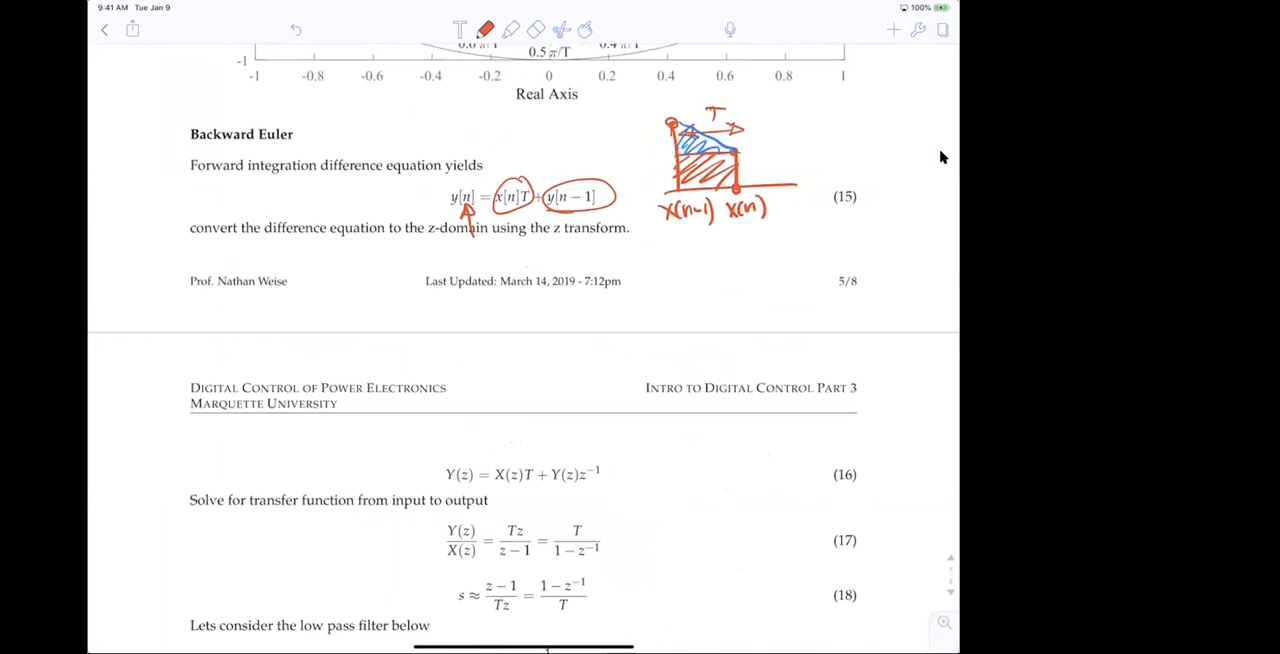 9:41 AM Tue Jan 9
100%
0.5 π/T
-1
-1 -0.8 -0.6 -0.4 -0.2 0 0.2 0.4 0.6 0.8 1
Real Axis
Backward Euler
T
Forward integration difference equation yields
y[n] = x[n]T + y[n − 1] (15)
x(n-1) x(n)
convert the difference equation to the z-domain using the z transform.
Prof. Nathan Weise Last Updated: March 14, 2019 - 7:12pm 5/8
DIGITAL CONTROL OF POWER ELECTRONICS INTRO TO DIGITAL CONTROL PART 3
MARQUETTE UNIVERSITY
Y(z) = X(z)T + Y(z)z⁻¹ (16)
Solve for transfer function from input to output
Y(z)/X(z) = Tz/(z − 1) = T/(1 − z⁻¹) (17)
s ≈ (z − 1)/Tz = (1 − z⁻¹)/T (18)
Lets consider the low pass filter below